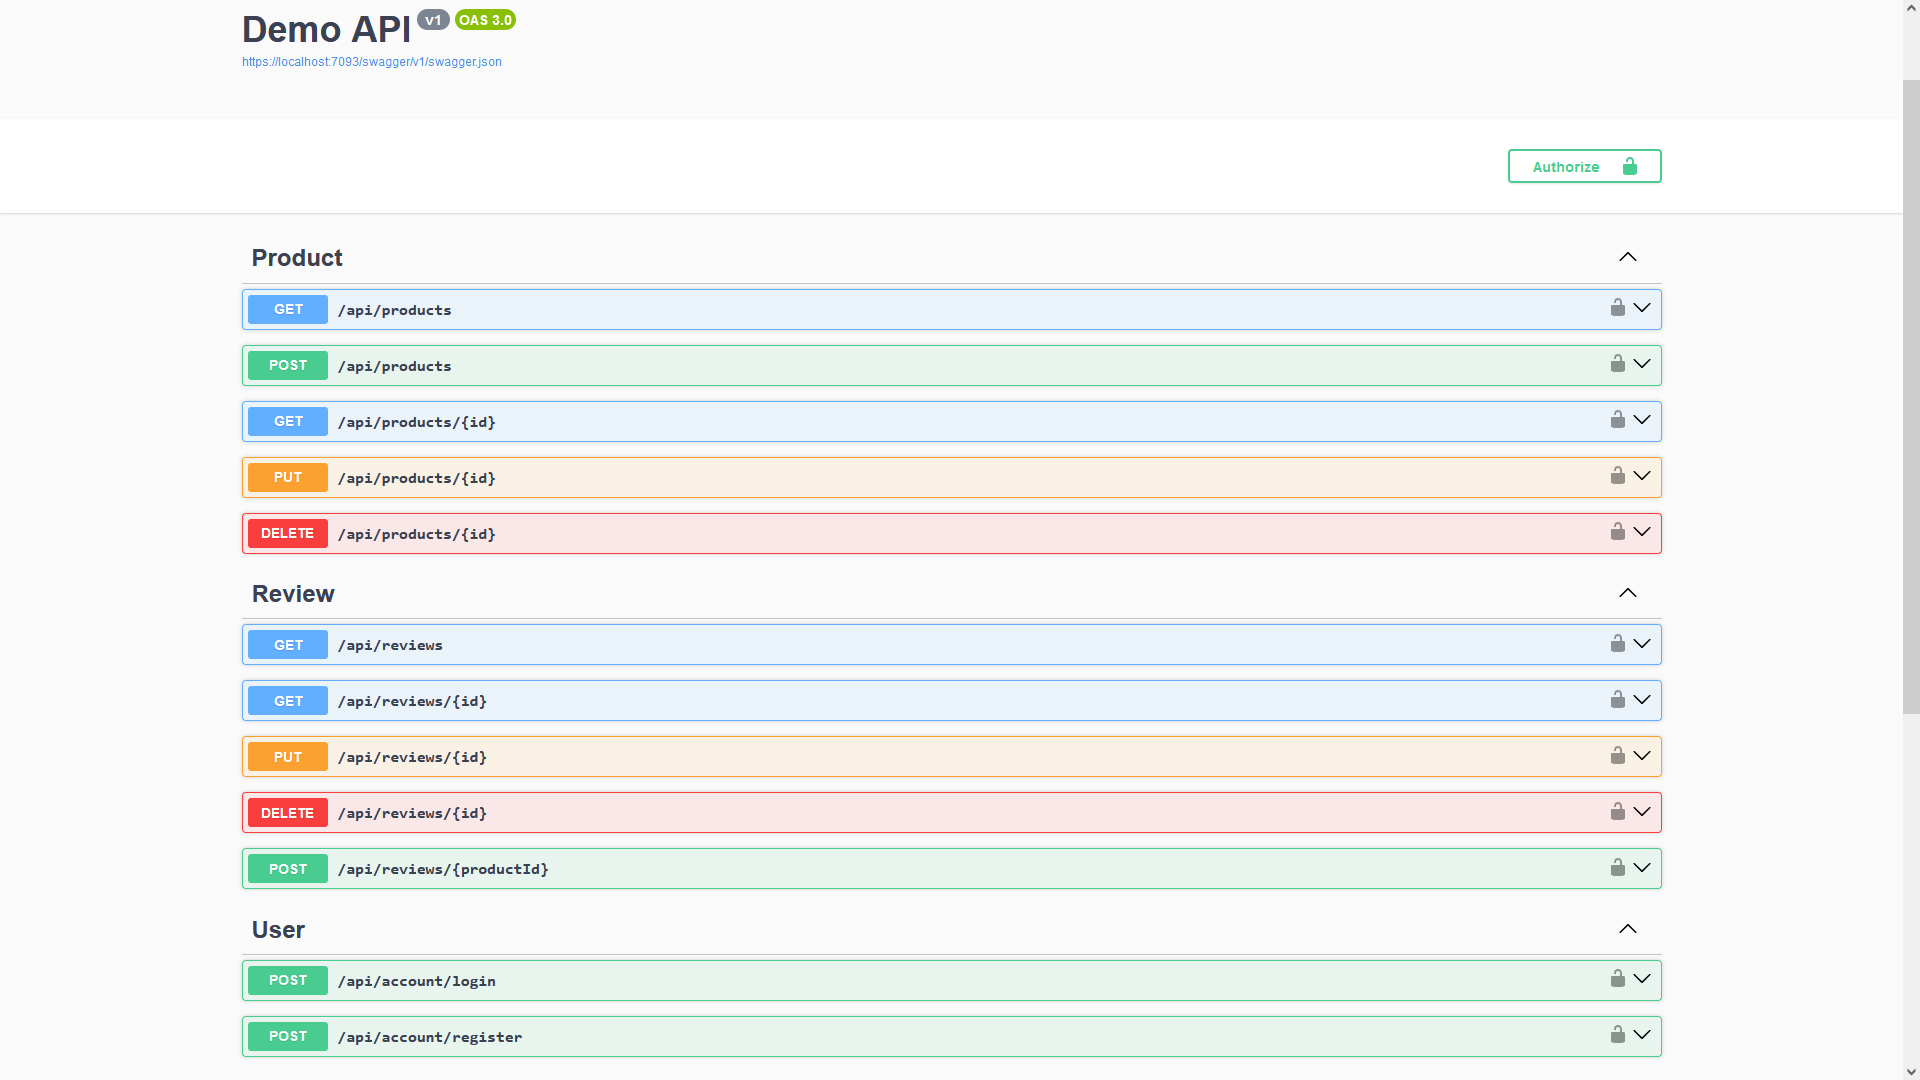 Demo API v1 OAS 3.0
https://localhost:7093/swagger/v1/swagger.json
Authorize
Product
GET /api/products
POST /api/products
GET /api/products/{id}
PUT /api/products/{id}
DELETE /api/products/{id}
Review
GET /api/reviews
GET /api/reviews/{id}
PUT /api/reviews/{id}
DELETE /api/reviews/{id}
POST /api/reviews/{productId}
User
POST /api/account/login
POST /api/account/register